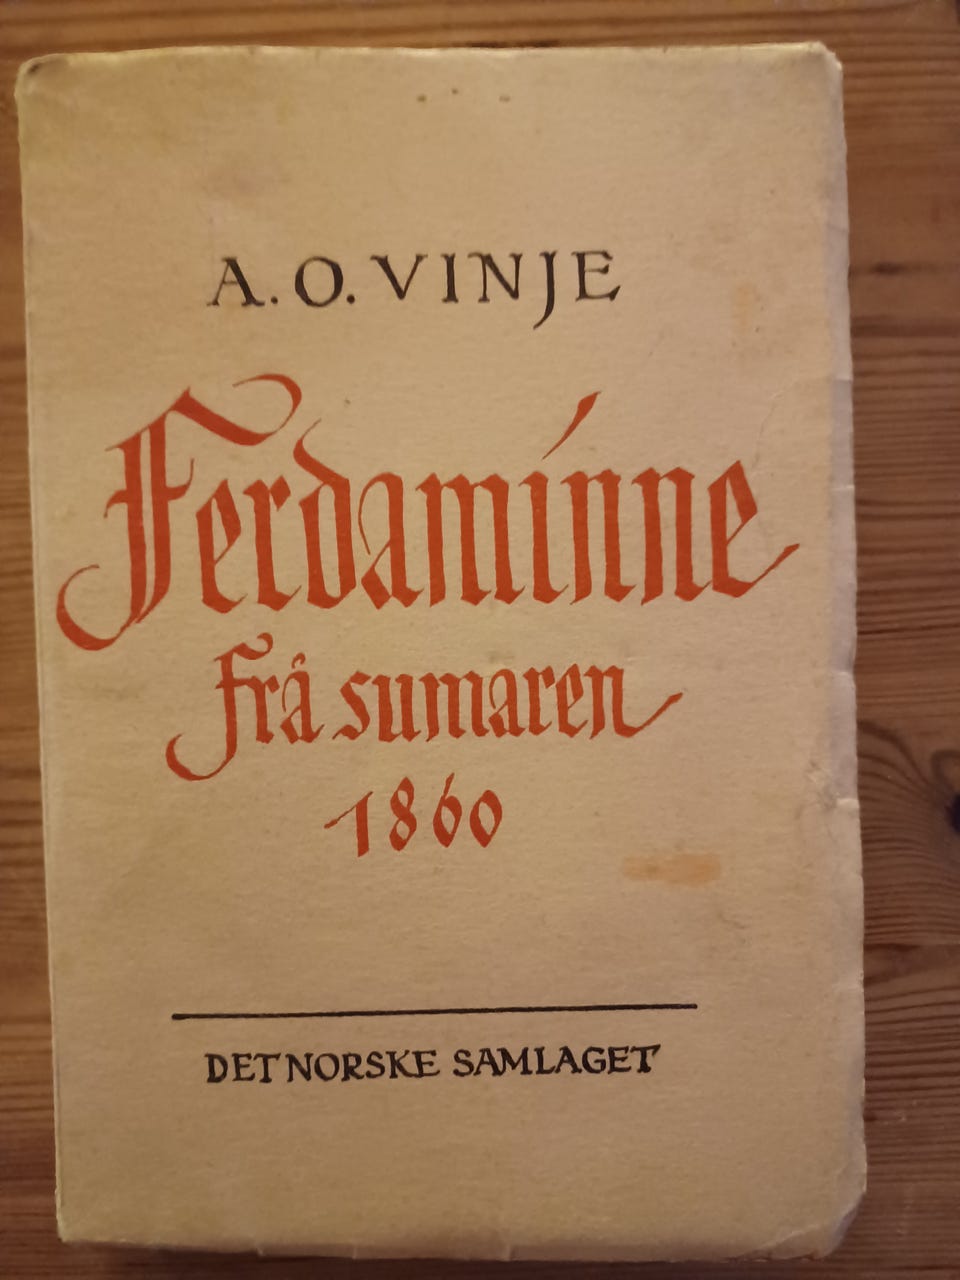 A. O. VINJE
Ferdaminne
Frå sumaren
1860
DET NORSKE SAMLAGET